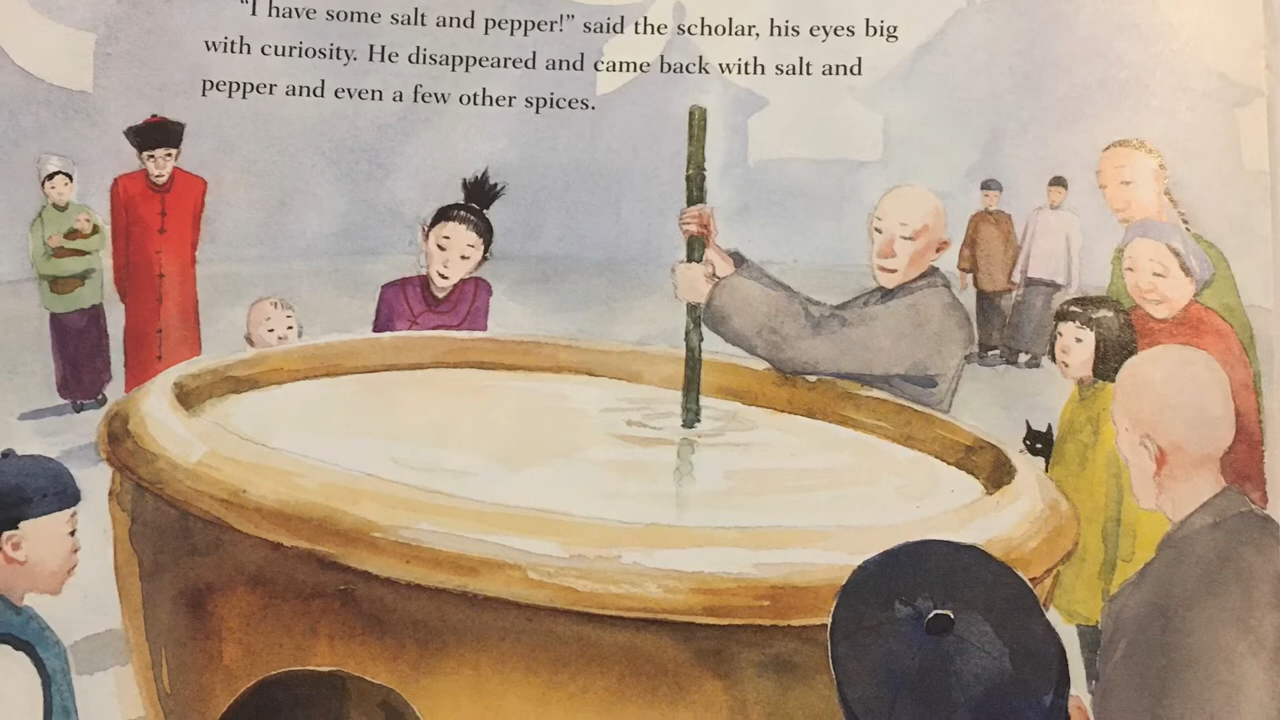 "I have some salt and pepper!" said the scholar, his eyes big
with curiosity. He disappeared and came back with salt and
pepper and even a few other spices.